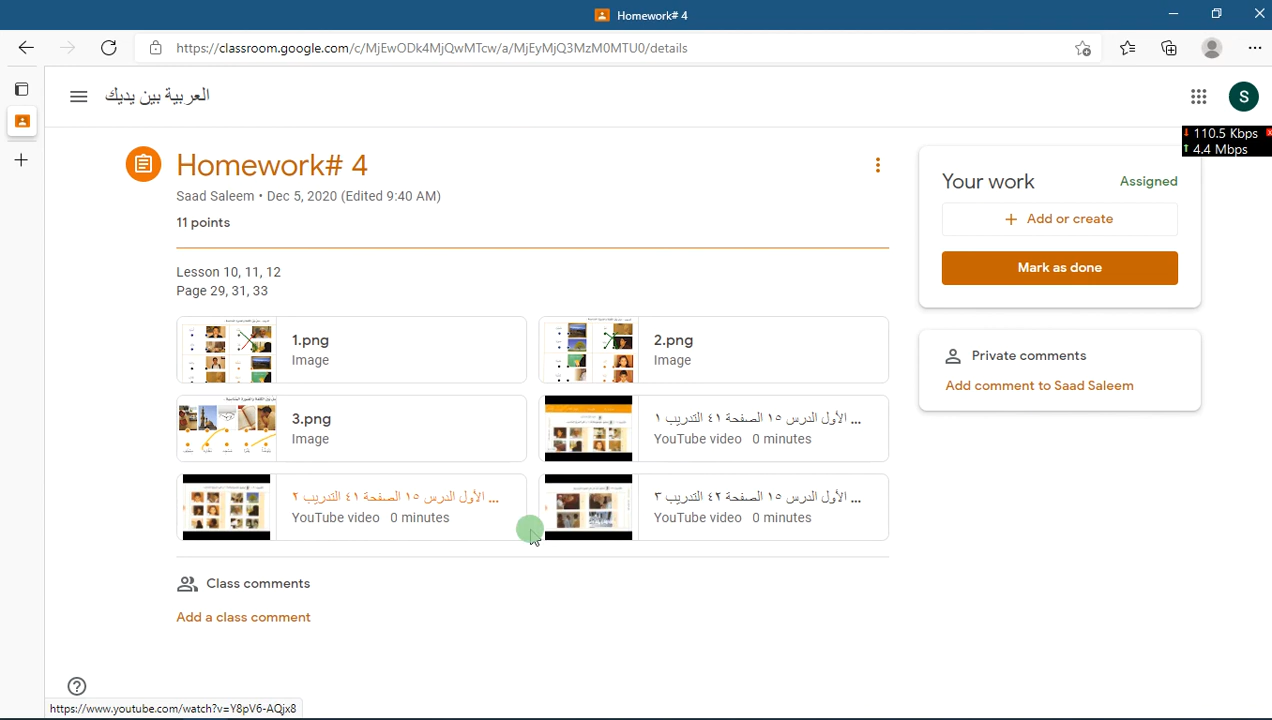 Homework# 4
https://classroom.google.com/c/MjEwODk4MjQwMTcw/a/MjEyMjQ3MzM0MTU0/details
العربية بين يديك
S
110.5 Kbps
4.4 Mbps
Homework# 4
Saad Saleem • Dec 5, 2020 (Edited 9:40 AM)
11 points
Lesson 10, 11, 12
Page 29, 31, 33
1.png
Image
2.png
Image
3.png
Image
... الأول الدرس ١٥ الصفحة ٤١ التدريب ١
YouTube video 0 minutes
... الأول الدرس ١٥ الصفحة ٤١ التدريب ٢
YouTube video 0 minutes
... الأول الدرس ١٥ الصفحة ٤٢ التدريب ٣
YouTube video 0 minutes
Class comments
Add a class comment
Your work
Assigned
+ Add or create
Mark as done
Private comments
Add comment to Saad Saleem
https://www.youtube.com/watch?v=Y8pV6-AQjx8